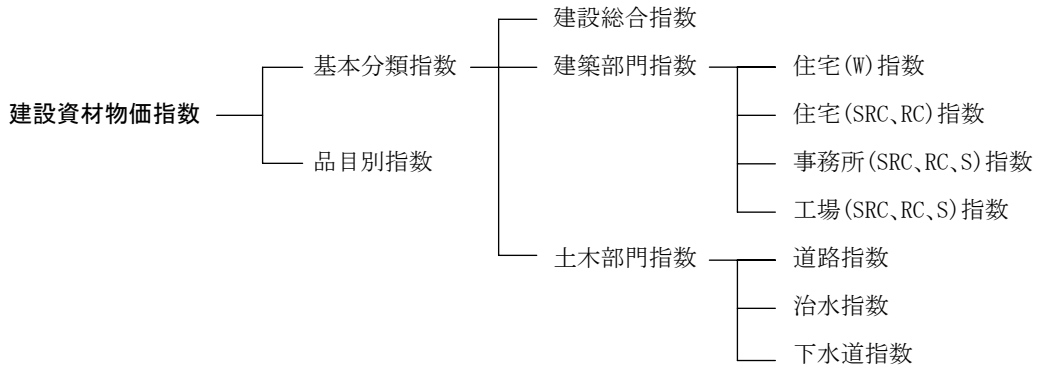 建設総合指数
基本分類指数
建築部門指数
住宅(W)指数
建設資材物価指数
住宅(SRC、RC)指数
品目別指数
事務所(SRC、RC、S)指数
工場(SRC、RC、S)指数
土木部門指数
道路指数
治水指数
下水道指数